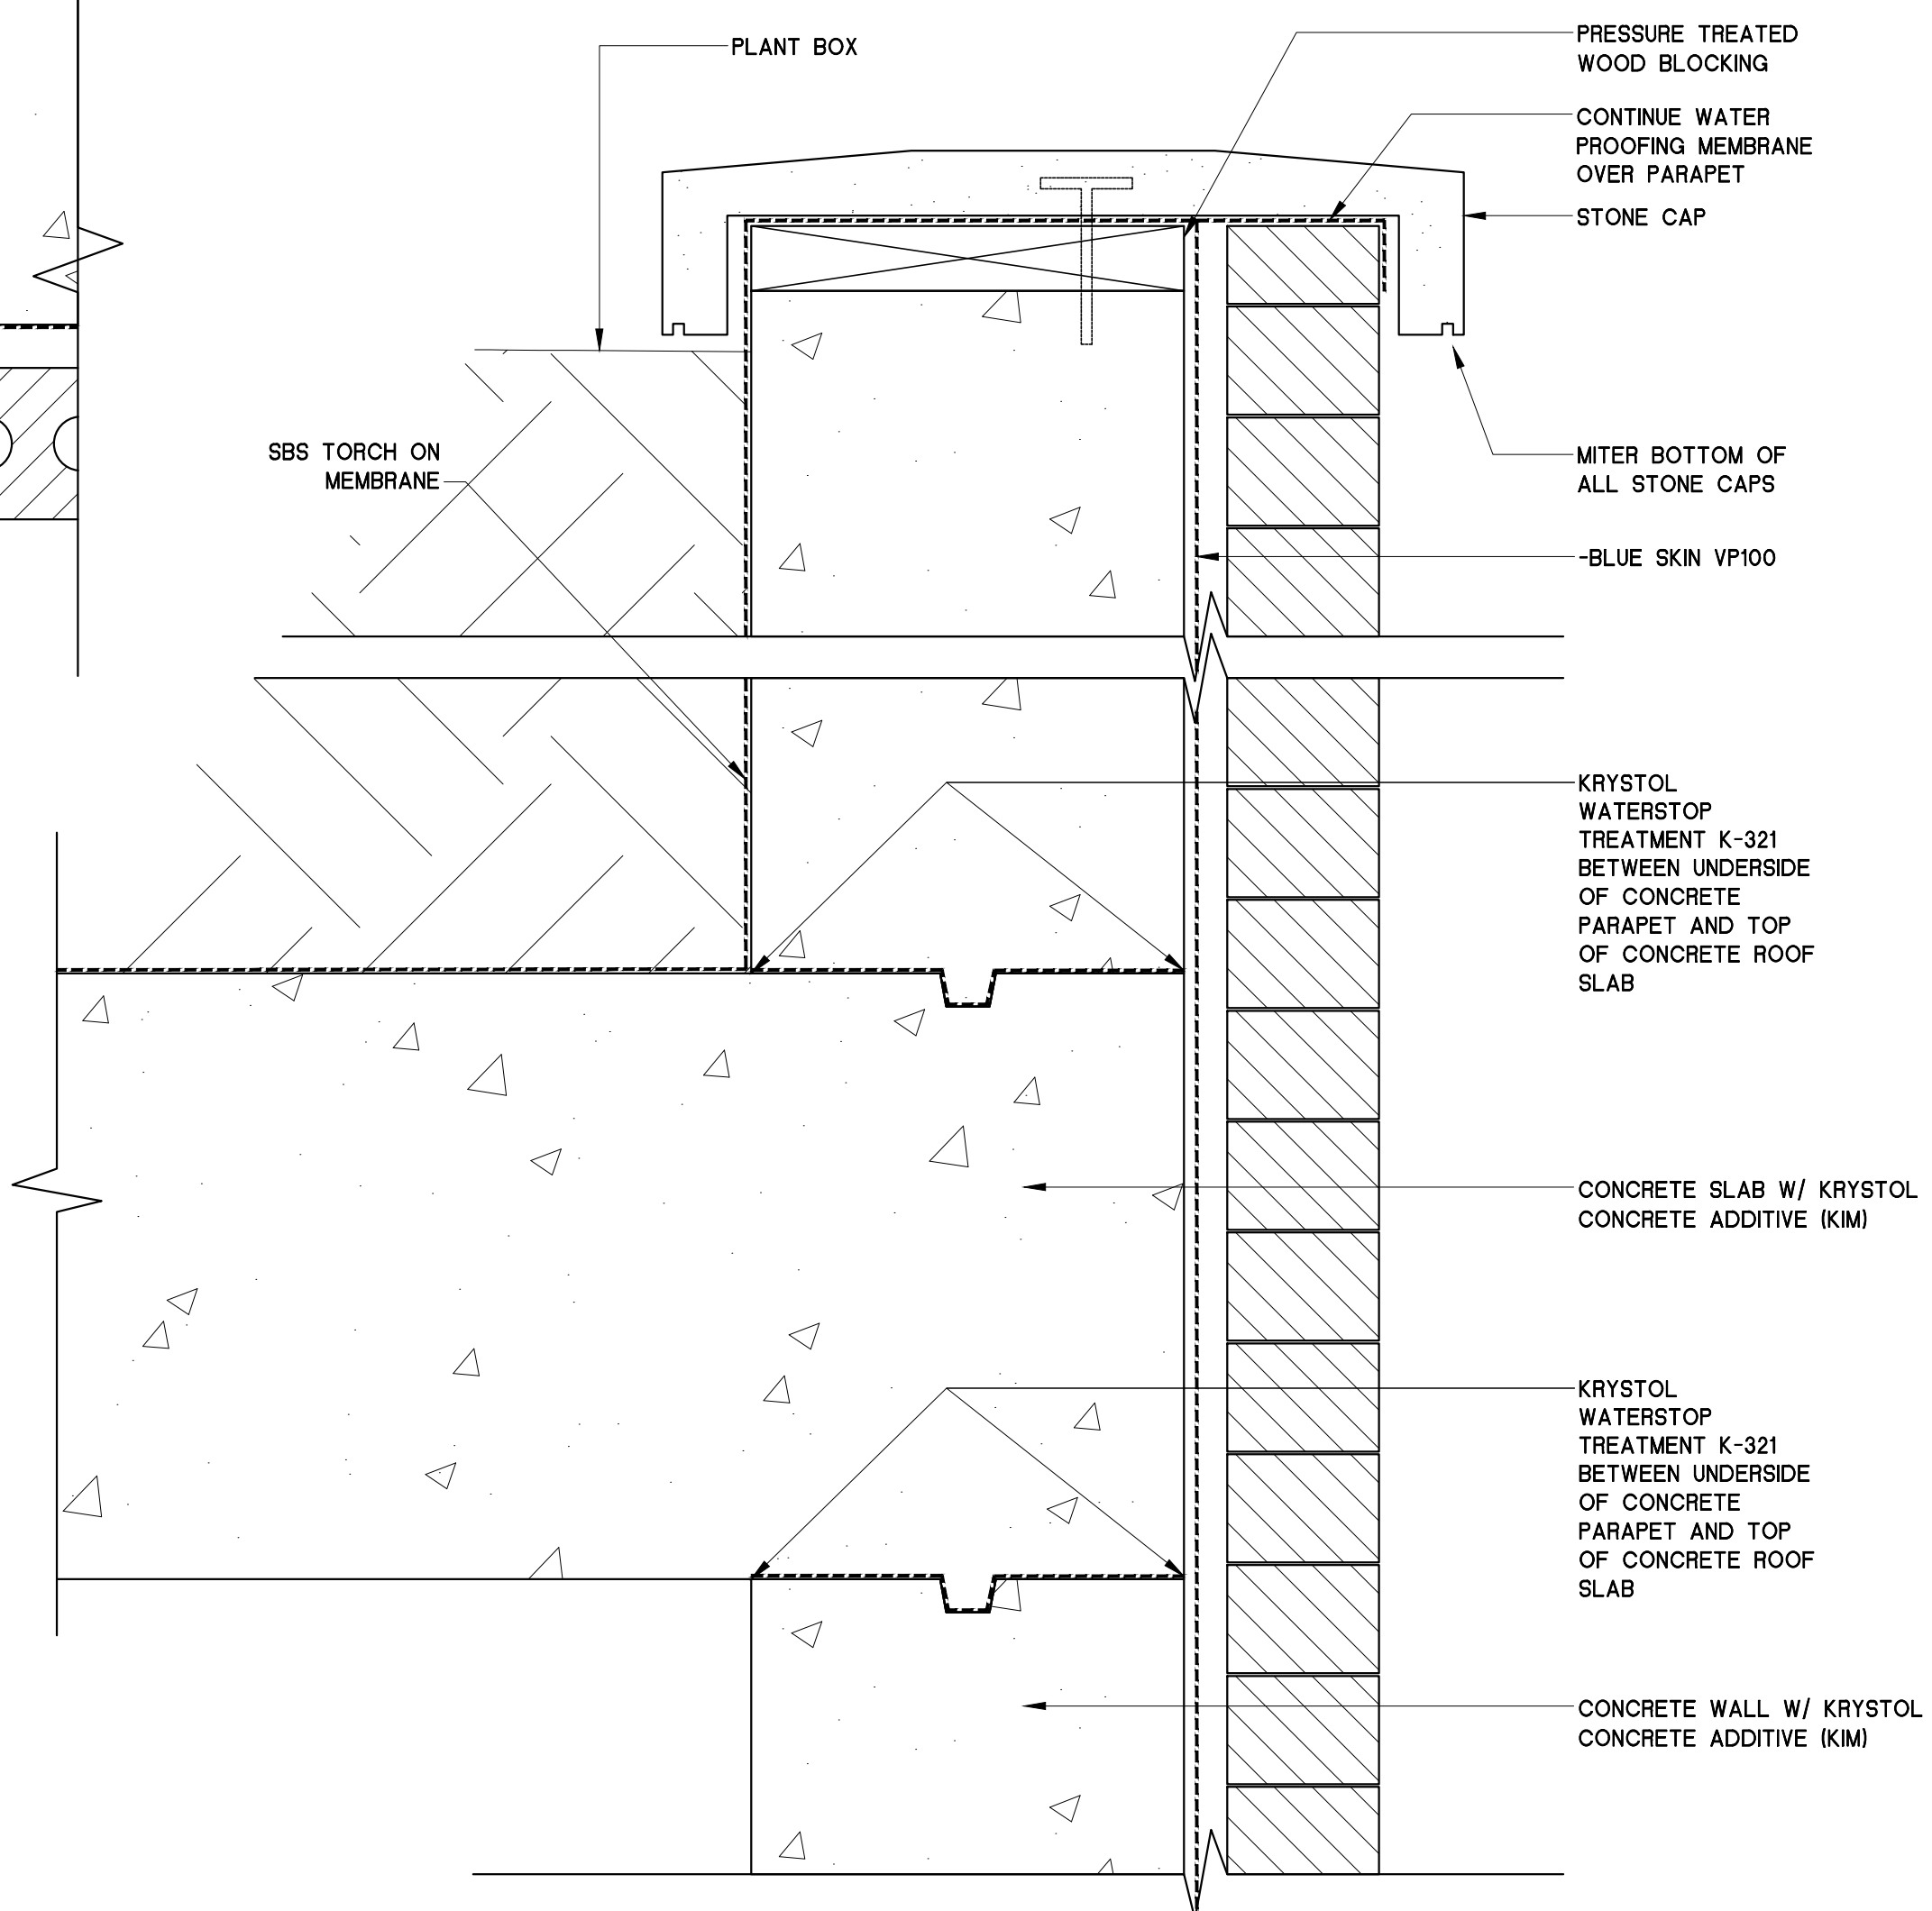 PLANT BOX
PRESSURE TREATED
WOOD BLOCKING
CONTINUE WATER
PROOFING MEMBRANE
OVER PARAPET
STONE CAP
SBS TORCH ON
MEMBRANE
MITER BOTTOM OF
ALL STONE CAPS
-BLUE SKIN VP100
KRYSTOL
WATERSTOP
TREATMENT K-321
BETWEEN UNDERSIDE
OF CONCRETE
PARAPET AND TOP
OF CONCRETE ROOF
SLAB
CONCRETE SLAB W/ KRYSTOL
CONCRETE ADDITIVE (KIM)
KRYSTOL
WATERSTOP
TREATMENT K-321
BETWEEN UNDERSIDE
OF CONCRETE
PARAPET AND TOP
OF CONCRETE ROOF
SLAB
CONCRETE WALL W/ KRYSTOL
CONCRETE ADDITIVE (KIM)